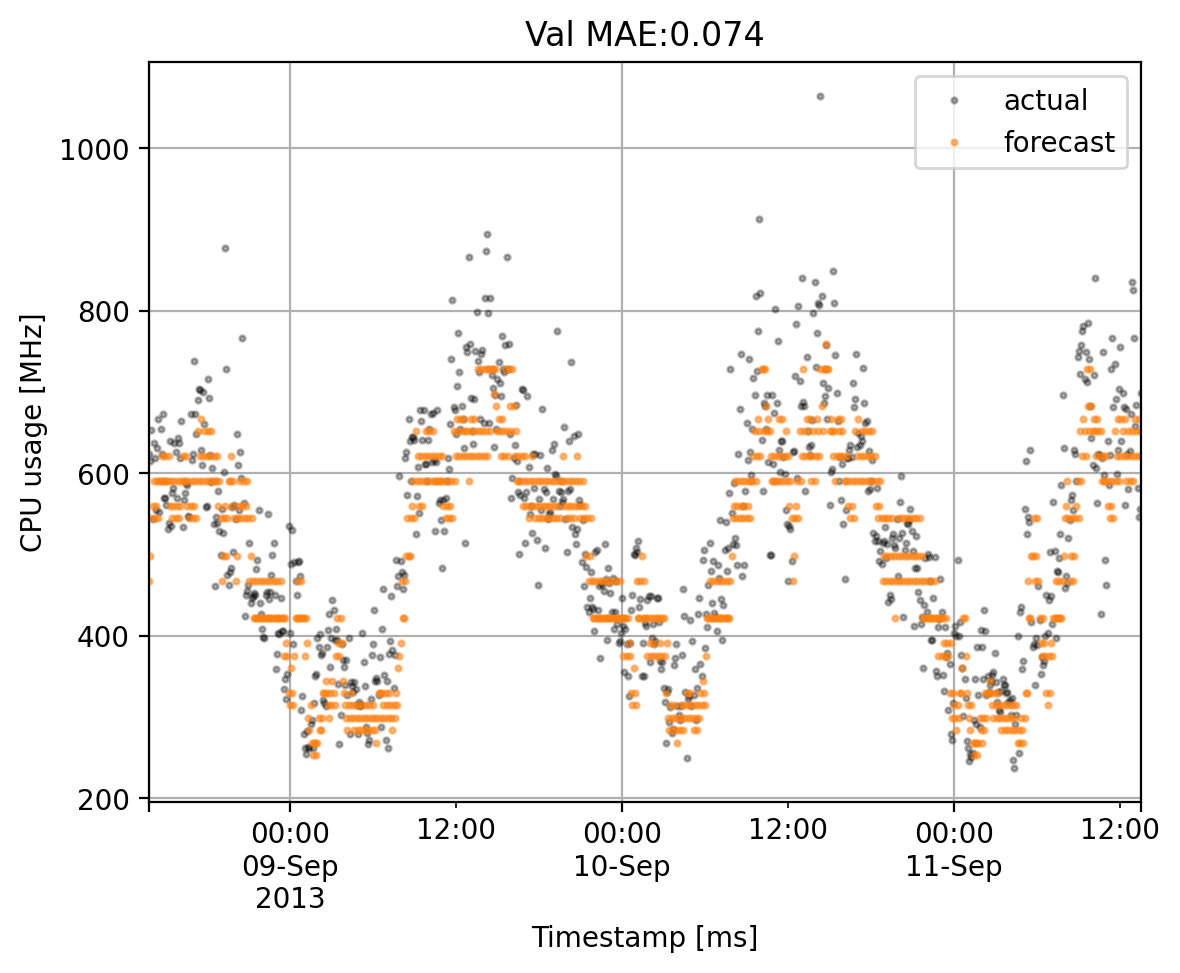 Val MAE:0.074
actual
forecast
1000
800
600
400
200
CPU usage [MHz]
00:00 12:00 00:00 12:00 00:00 12:00
09-Sep 10-Sep 11-Sep
2013
Timestamp [ms]